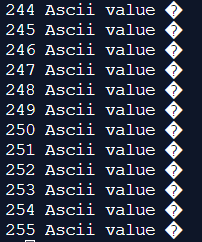 244 Ascii value �
245 Ascii value �
246 Ascii value �
247 Ascii value �
248 Ascii value �
249 Ascii value �
250 Ascii value �
251 Ascii value �
252 Ascii value �
253 Ascii value �
254 Ascii value �
255 Ascii value �